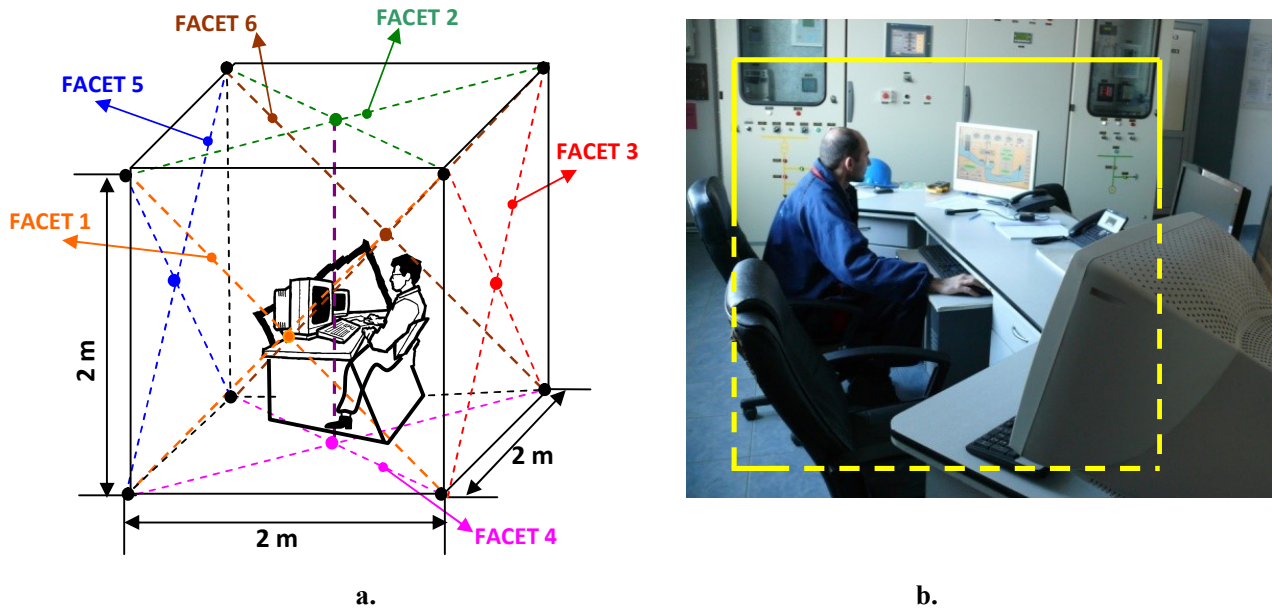 FACET 6
FACET 2
FACET 5
FACET 3
FACET 1
2 m
2 m
2 m
FACET 4
a.
b.